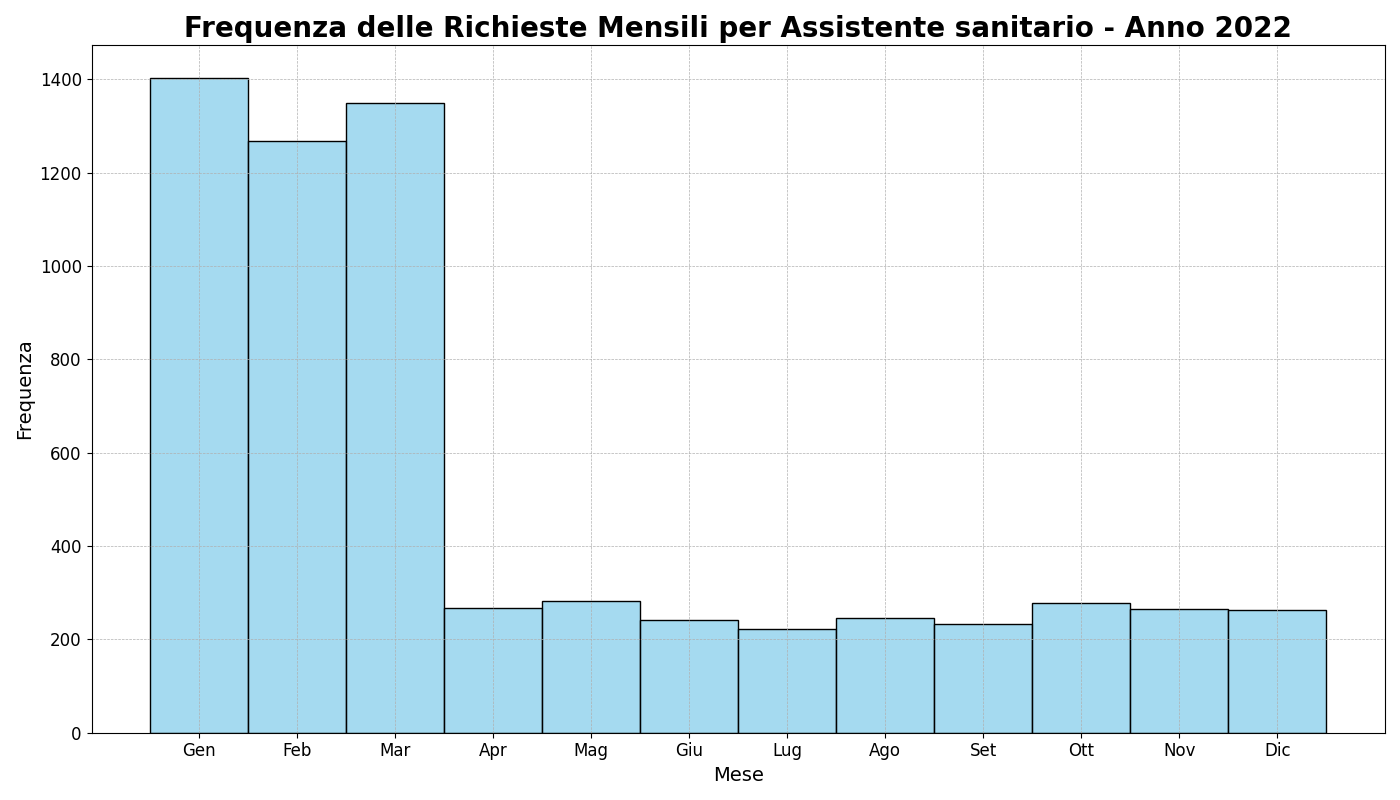 Frequenza delle Richieste Mensili per Assistente sanitario - Anno 2022
Frequenza
1400
1200
1000
800
600
400
200
0
Gen Feb Mar Apr Mag Giu Lug Ago Set Ott Nov Dic
Mese